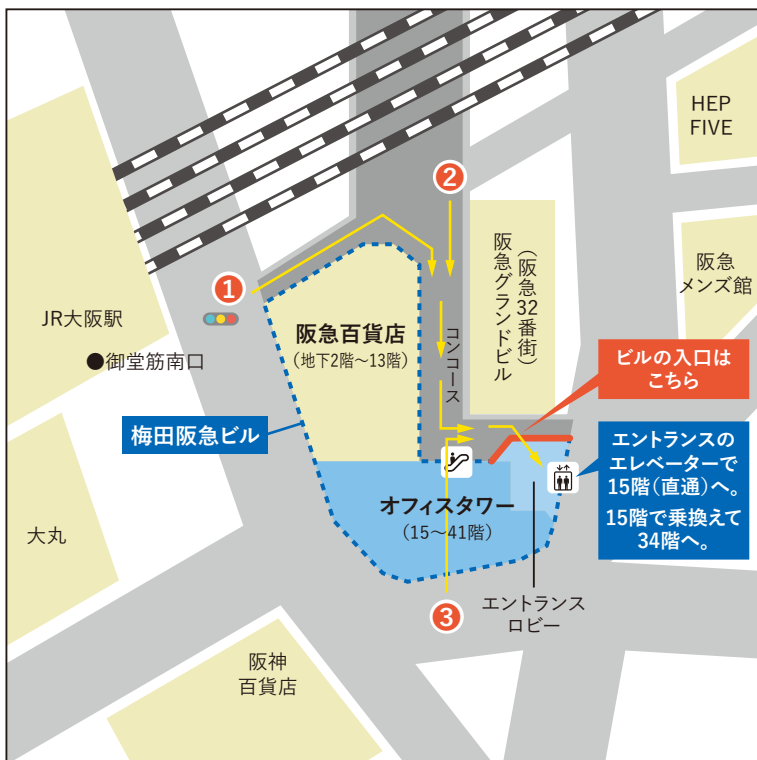 HEP
FIVE
②
阪急グランドビル
（阪急32番街）
阪急
メンズ館
①
JR大阪駅
●御堂筋南口
阪急百貨店
（地下2階～13階）
コンコース
ビルの入口は
こちら
梅田阪急ビル
エントランスの
エレベーターで
15階（直通）へ。
15階で乗換えて
34階へ。
オフィスタワー
（15～41階）
大丸
③
エントランス
ロビー
阪神
百貨店